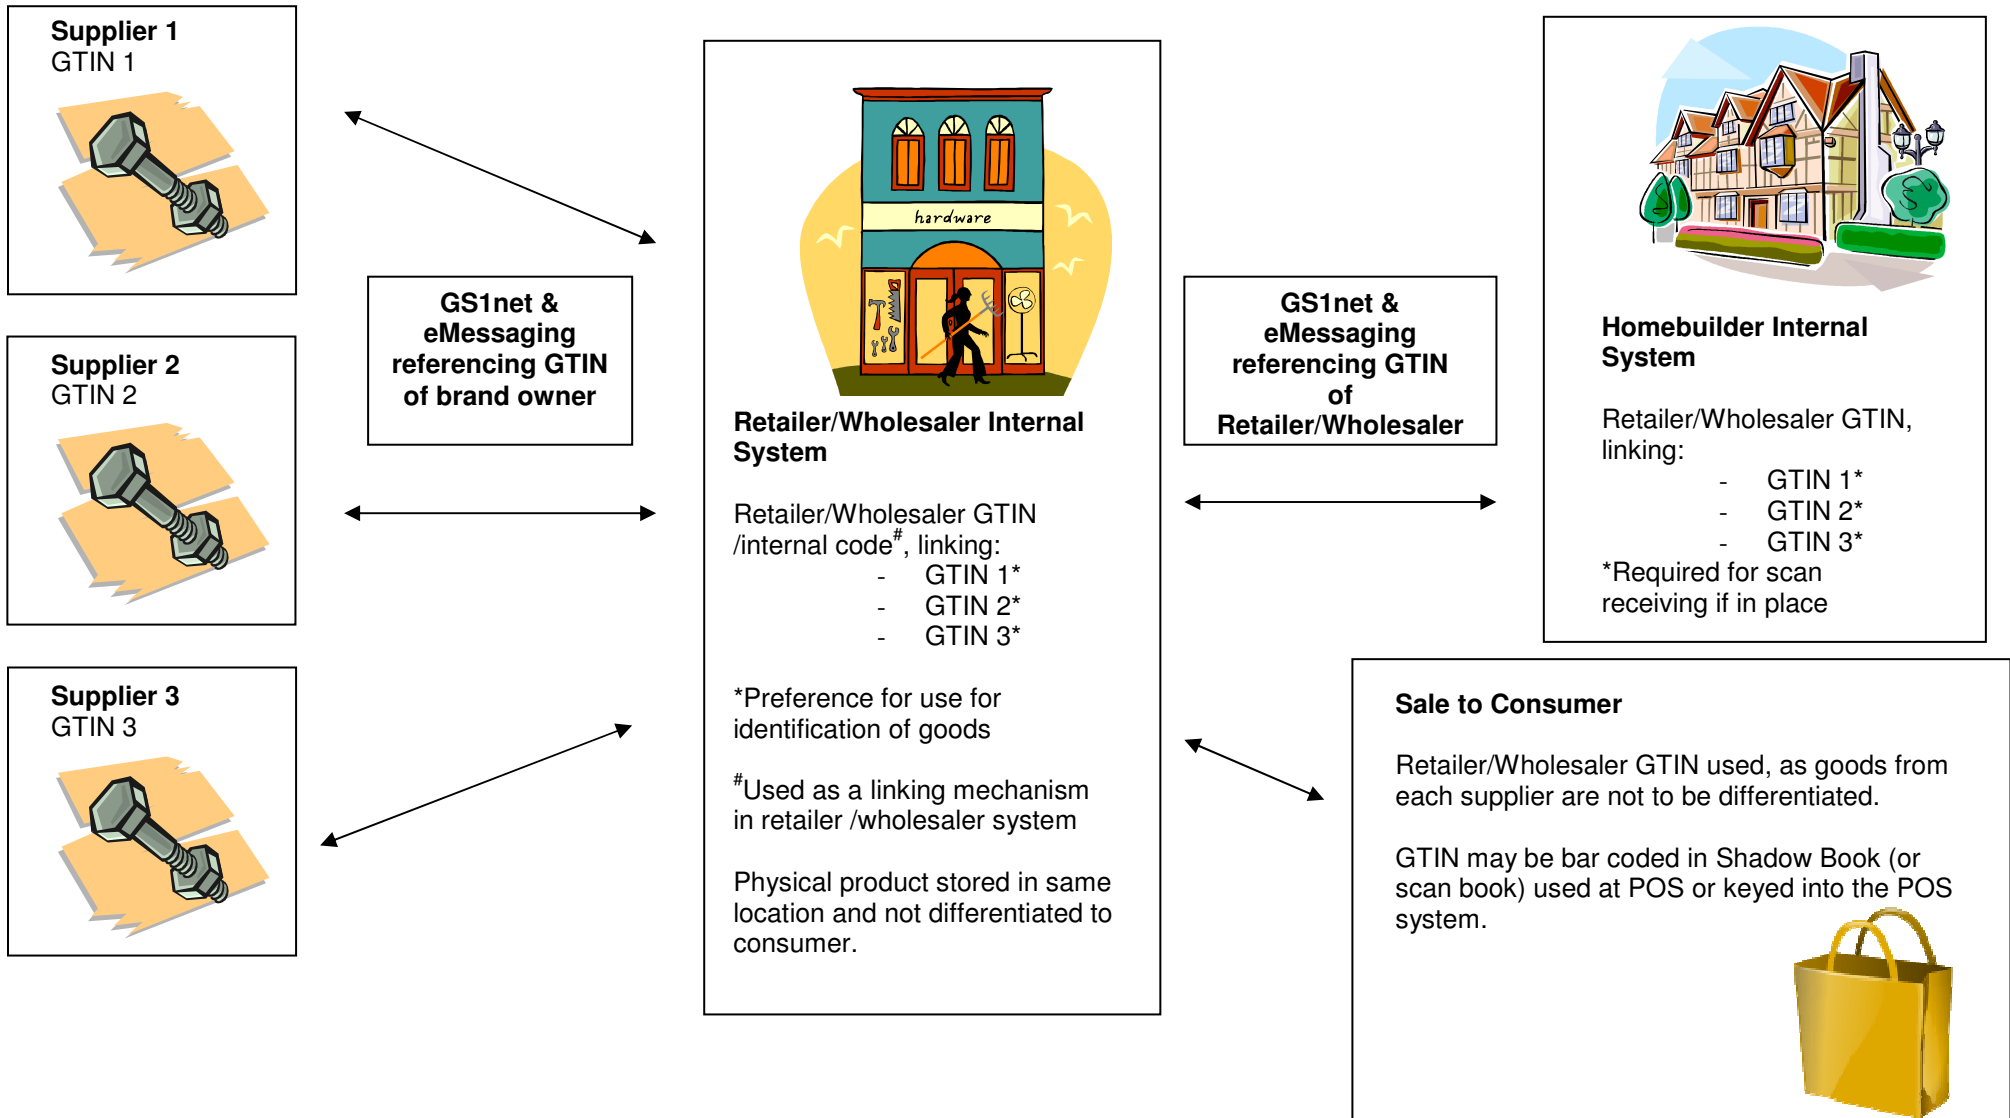 Supplier 1
GTIN 1
Supplier 2
GTIN 2
Supplier 3
GTIN 3
GS1net &
eMessaging
referencing GTIN
of brand owner
hardware
Retailer/Wholesaler Internal
System
Retailer/Wholesaler GTIN
/internal code#, linking:
- GTIN 1*
- GTIN 2*
- GTIN 3*
*Preference for use for
identification of goods
#Used as a linking mechanism
in retailer /wholesaler system
Physical product stored in same
location and not differentiated to
consumer.
GS1net &
eMessaging
referencing GTIN
of
Retailer/Wholesaler
Homebuilder Internal
System
Retailer/Wholesaler GTIN,
linking:
- GTIN 1*
- GTIN 2*
- GTIN 3*
*Required for scan
receiving if in place
Sale to Consumer
Retailer/Wholesaler GTIN used, as goods from
each supplier are not to be differentiated.
GTIN may be bar coded in Shadow Book (or
scan book) used at POS or keyed into the POS
system.